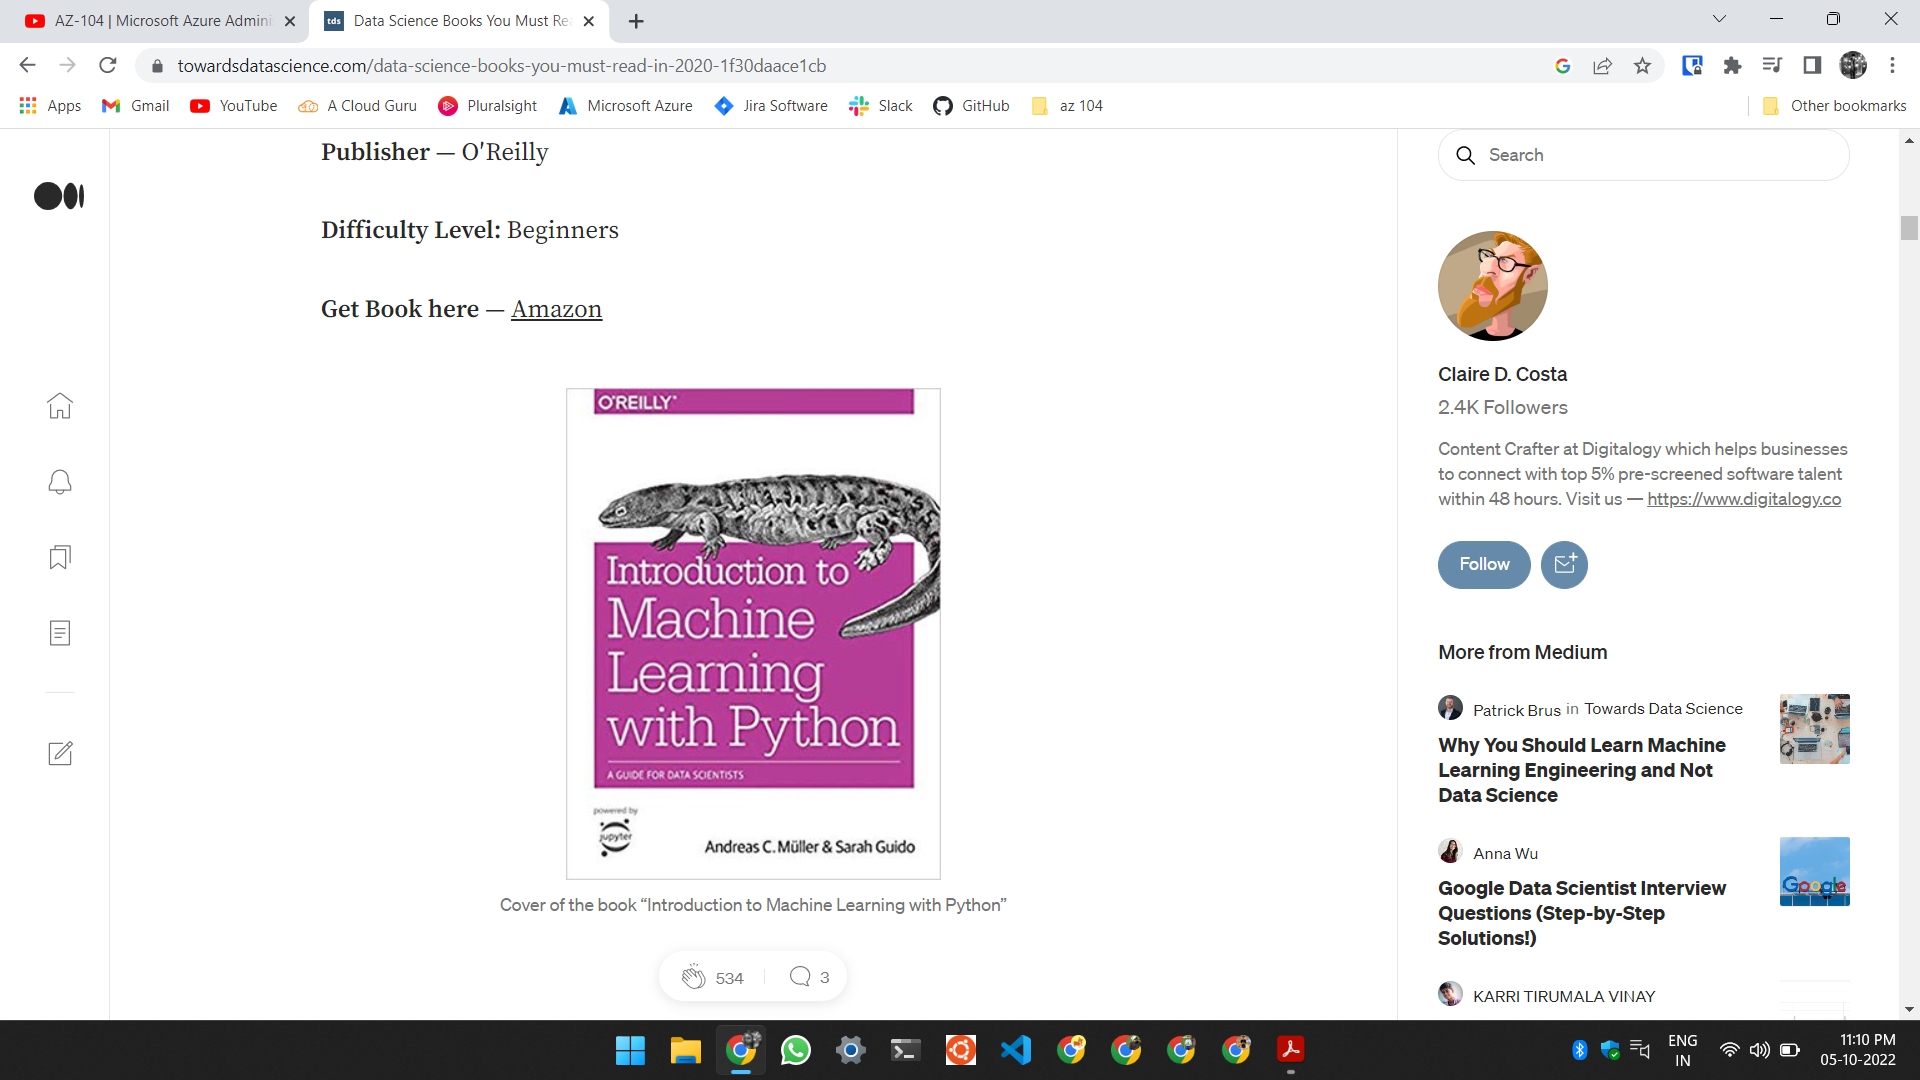 AZ-104 | Microsoft Azure Admini
tds
Data Science Books You Must Re
towardsdatascience.com/data-science-books-you-must-read-in-2020-1f30daace1cb
Apps
Gmail
YouTube
A Cloud Guru
Pluralsight
Microsoft Azure
Jira Software
Slack
GitHub
az 104
Other bookmarks
Publisher — O'Reilly
Difficulty Level: Beginners
Get Book here — Amazon
O'REILLY®
Introduction to
Machine
Learning
with Python
A GUIDE FOR DATA SCIENTISTS
powered by
jupyter
Andreas C. Müller & Sarah Guido
Cover of the book “Introduction to Machine Learning with Python”
534
3
Search
Claire D. Costa
2.4K Followers
Content Crafter at Digitalogy which helps businesses
to connect with top 5% pre-screened software talent
within 48 hours. Visit us — https://www.digitalogy.co
Follow
More from Medium
Patrick Brus in Towards Data Science
Why You Should Learn Machine
Learning Engineering and Not
Data Science
Anna Wu
Google Data Scientist Interview
Questions (Step-by-Step
Solutions!)
Google
KARRI TIRUMALA VINAY
ENG
IN
11:10 PM
05-10-2022